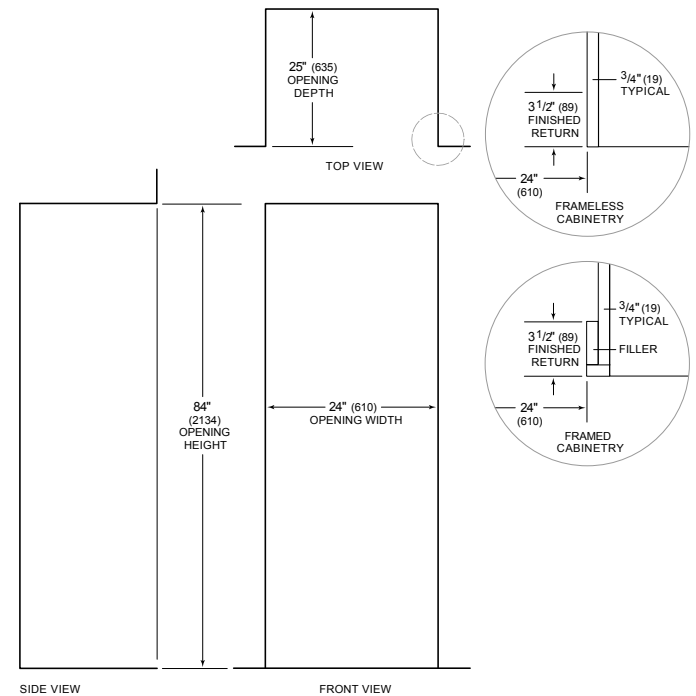 25" (635)
OPENING
DEPTH
TOP VIEW
3/4" (19)
TYPICAL
3 1/2" (89)
FINISHED
RETURN
24"
(610)
FRAMELESS
CABINETRY
3/4" (19)
TYPICAL
3 1/2" (89)
FINISHED
RETURN
FILLER
24"
(610)
FRAMED
CABINETRY
84"
(2134)
OPENING
HEIGHT
24" (610)
OPENING WIDTH
SIDE VIEW
FRONT VIEW